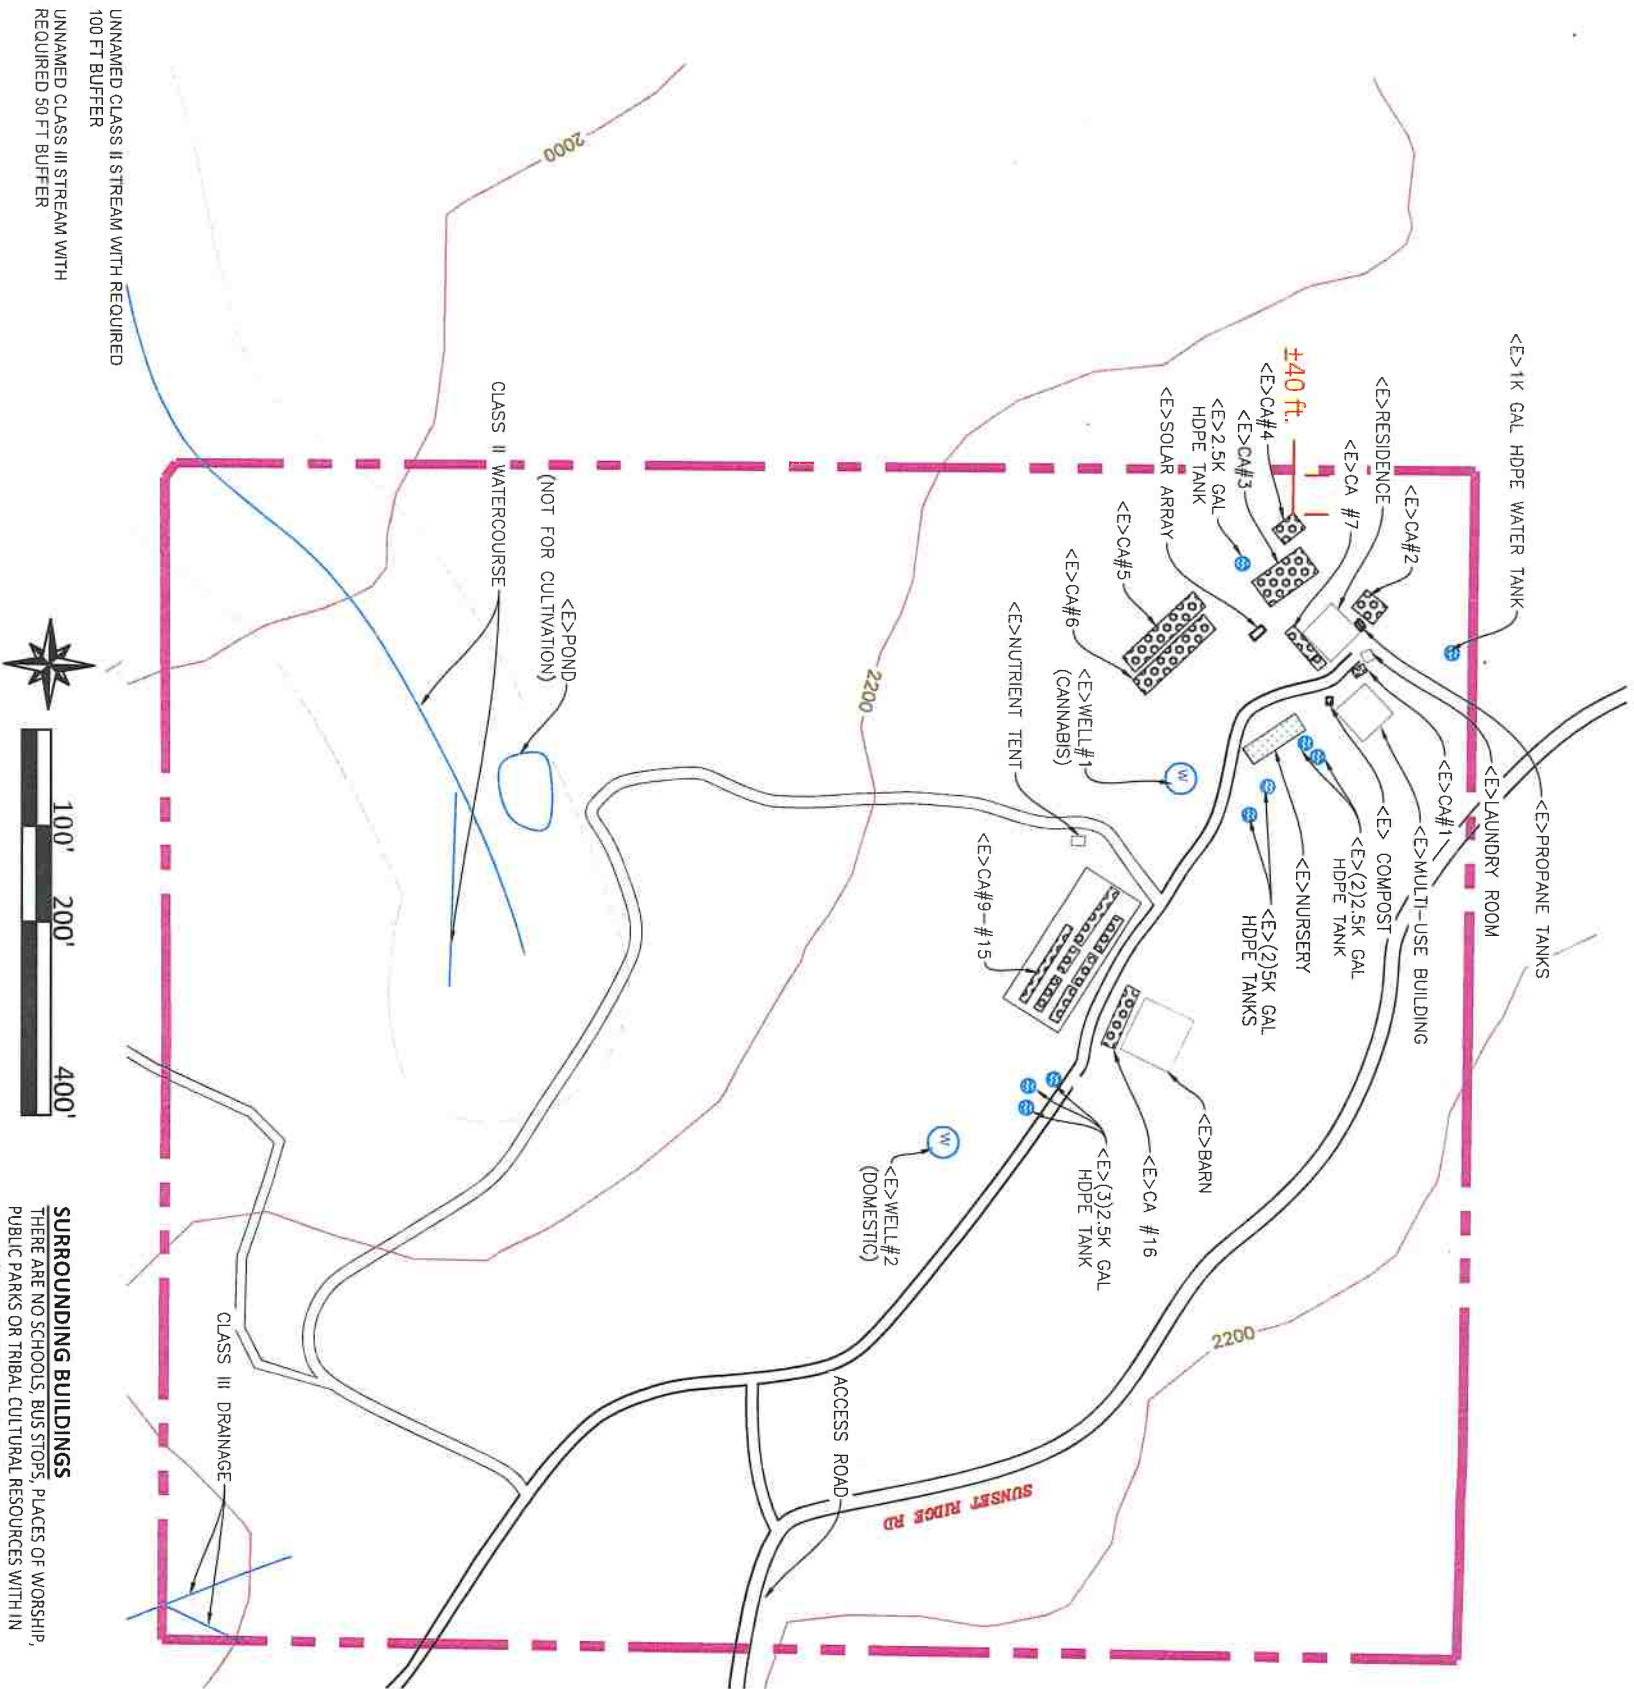 <E>1K GAL HDPE WATER TANK
<E>PROPANE TANKS
<E>LAUNDRY ROOM
<E>CA#1
<E>MULTI-USE BUILDING
<E> COMPOST
<E>(2)2.5K GAL
HDPE TANK
<E>NURSERY
<E>(2)5K GAL
HDPE TANKS
<E>CA#2
<E>RESIDENCE
<E>CA #7
±40 ft.
<E>CA#4
<E>CA#3
<E>2.5K GAL
HDPE TANK
<E>SOLAR ARRAY
<E>CA#5
<E>CA#6
<E>WELL#1
(CANNABIS)
W
<E>NUTRIENT TENT
<E>CA#9-#15
<E>BARN
<E>CA #16
<E>(3)2.5K GAL
HDPE TANK
W
<E>WELL#2
(DOMESTIC)
2200
2200
2000
ACCESS ROAD
SUNSET RIDGE RD
<E>POND
(NOT FOR CULTIVATION)
CLASS II WATERCOURSE
CLASS III DRAINAGE
UNNAMED CLASS II STREAM WITH REQUIRED
100 FT BUFFER
UNNAMED CLASS III STREAM WITH
REQUIRED 50 FT BUFFER
100'
200'
400'
SURROUNDING BUILDINGS
THERE ARE NO SCHOOLS, BUS STOPS, PLACES OF WORSHIP,
PUBLIC PARKS OR TRIBAL CULTURAL RESOURCES WITH IN